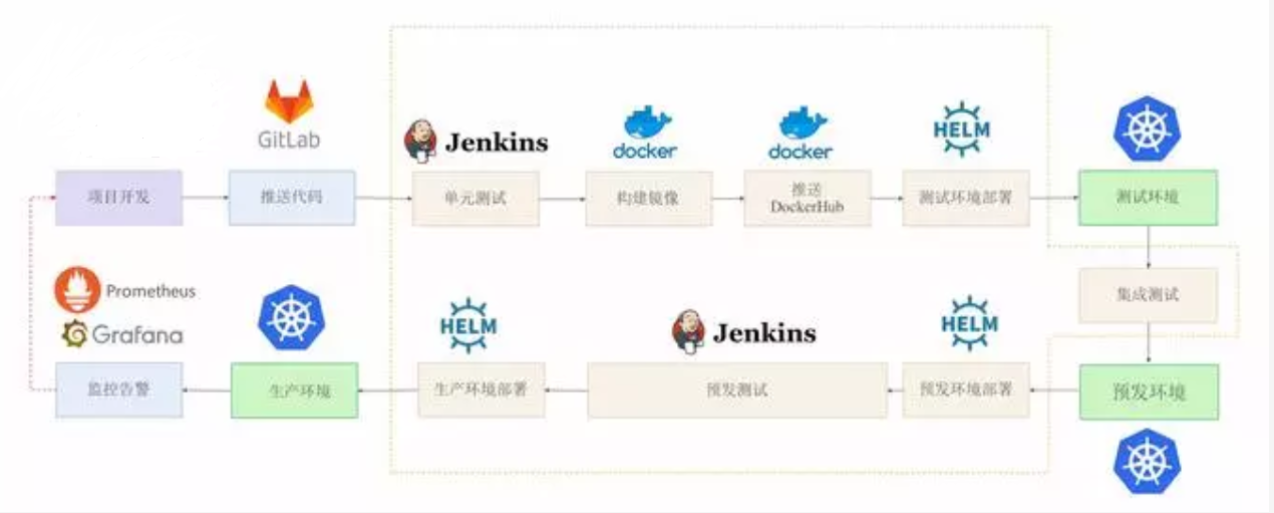 GitLab
Jenkins
docker
docker
HELM
项目开发
推送代码
单元测试
构建镜像
推送
DockerHub
测试环境部署
测试环境
集成测试
Prometheus
Grafana
HELM
Jenkins
HELM
监控告警
生产环境
生产环境部署
预发测试
预发环境部署
预发环境